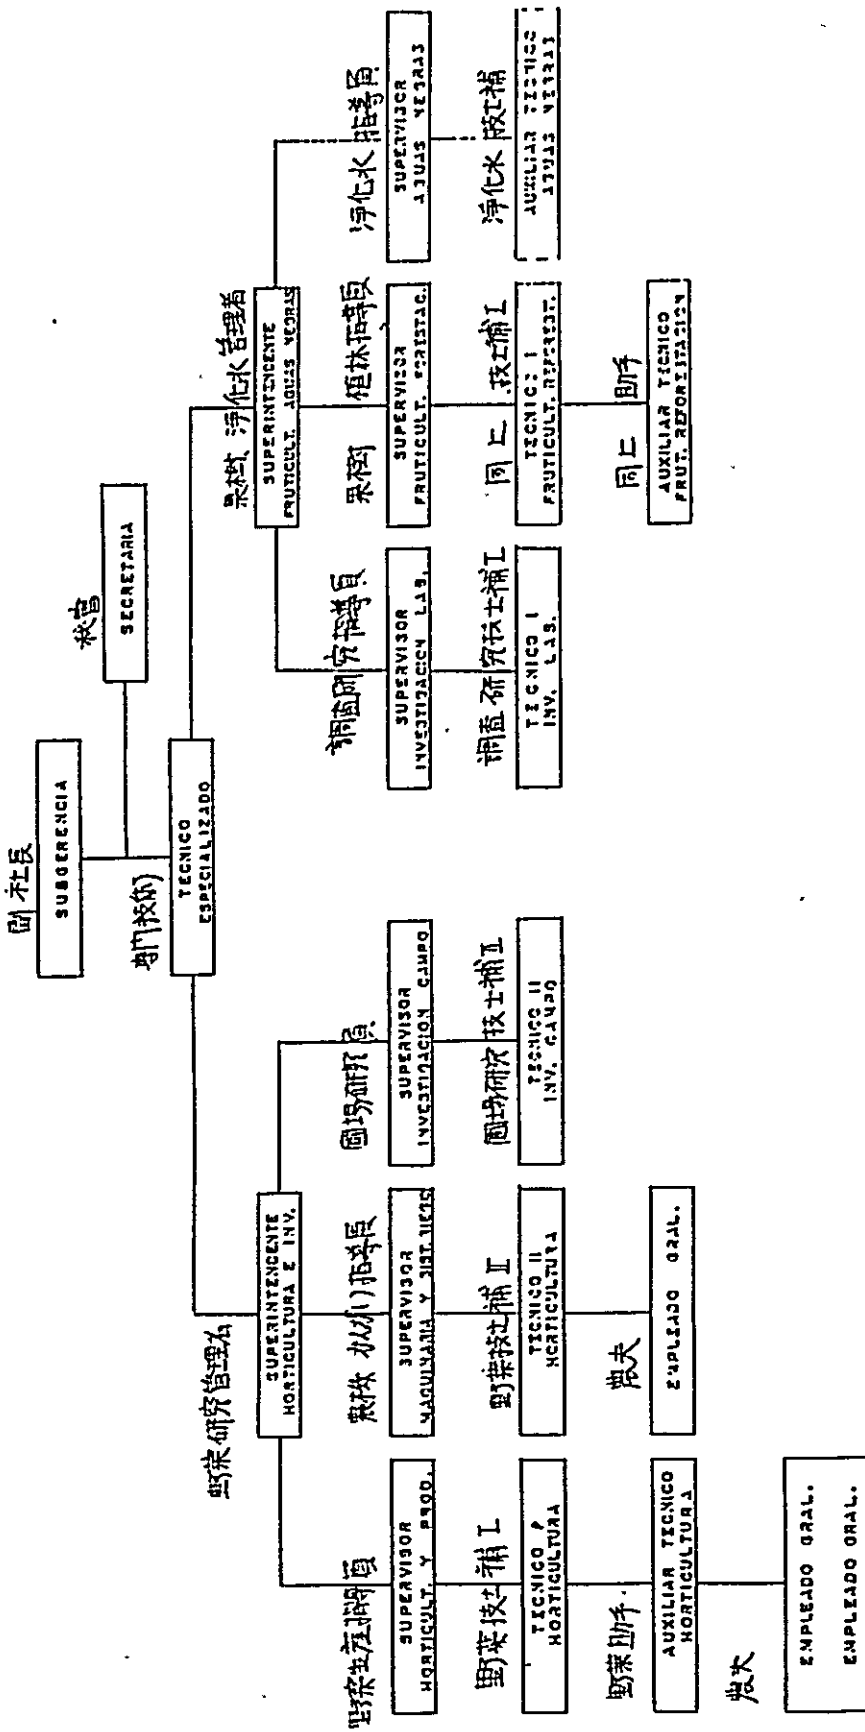 副社長
SUBGERENCIA
秘書
SECRETARIA
専門技術
TECNICO
ESPECIALIZADO
野菜研究管理者
SUPERINTENCENTE
HORTICULTURA E INV.
果樹、浄化水管理者
SUPERINTENCENTE
FRUTICULT. AGUAS NEGRAS
野菜生産指導員
SUPERVISOR
HORTICULT. Y PROD.
SUPERVISOR
MAQUINARIA Y
圃場研究員
SUPERVISOR
INVESTIGACION CAMPO
調査研究指導員
SUPERVISOR
INVESTIGACION LAB.
果樹 植林指導員
SUPERVISOR
FRUTICULT. FORESTAC.
浄化水 指導員
SUPERVISOR
AGUAS NEGRAS
野菜技士補 I
TECNICO
HORTICULTURA
野菜技士補 II
TECNICO II
HORTICULTURA
圃場研究 技士補 II
TECNICO II
INV. CAMPO
調査研究技士補 I
TECNICO I
INV. LAB.
同上 技士補 I
TECNICO I
FRUTICULT. REFOREST.
浄化水 技士補
AUXILIAR TECNICO
AGUAS NEGRAS
野菜助手
AUXILIAR TECNICO
HORTICULTURA
農夫
EMPLEADO GRAL.
同上 助手
AUXILIAR TECNICO
FRUT. REFORESTACION
農夫
EMPLEADO GRAL.
EMPLEADO GRAL.